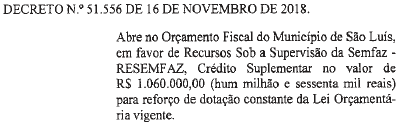 DECRETO N.º 51.556 DE 16 DE NOVEMBRO DE 2018.
Abre no Orçamento Fiscal do Município de São Luís,
em favor de Recursos Sob a Supervisão da Semfaz -
RESEMFAZ, Crédito Suplementar no valor de
R$ 1.060.000,00 (hum milhão e sessenta mil reais)
para reforço de dotação constante da Lei Orçamentá-
ria vigente.